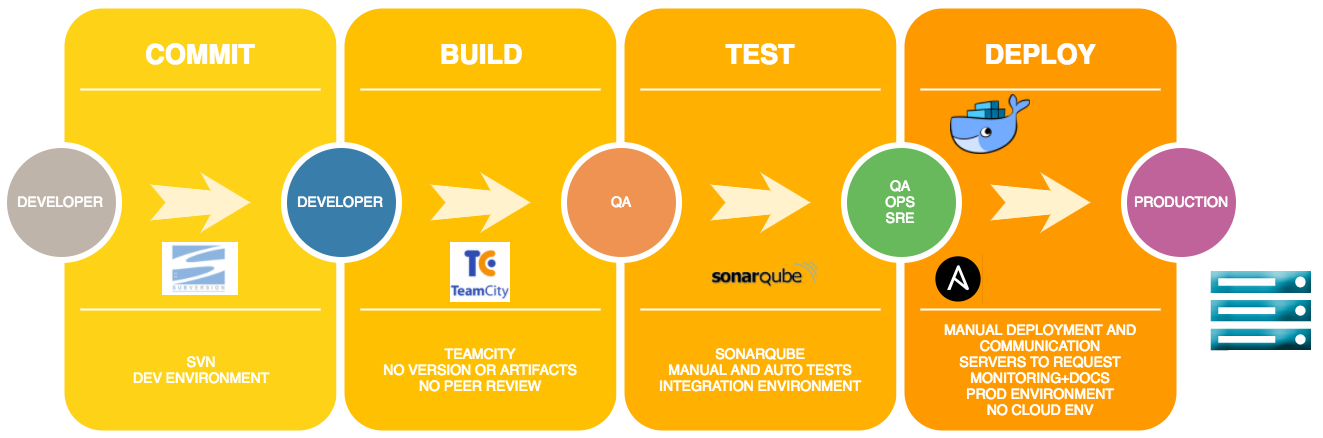 COMMIT
BUILD
TEST
DEPLOY
DEVELOPER
DEVELOPER
QA
QA
OPS
SRE
PRODUCTION
SUBVERSION
TC
TeamCity
sonarqube
SVN
DEV ENVIRONMENT
TEAMCITY
NO VERSION OR ARTIFACTS
NO PEER REVIEW
SONARQUBE
MANUAL AND AUTO TESTS
INTEGRATION ENVIRONMENT
MANUAL DEPLOYMENT AND
COMMUNICATION
SERVERS TO REQUEST
MONITORING+DOCS
PROD ENVIRONMENT
NO CLOUD ENV